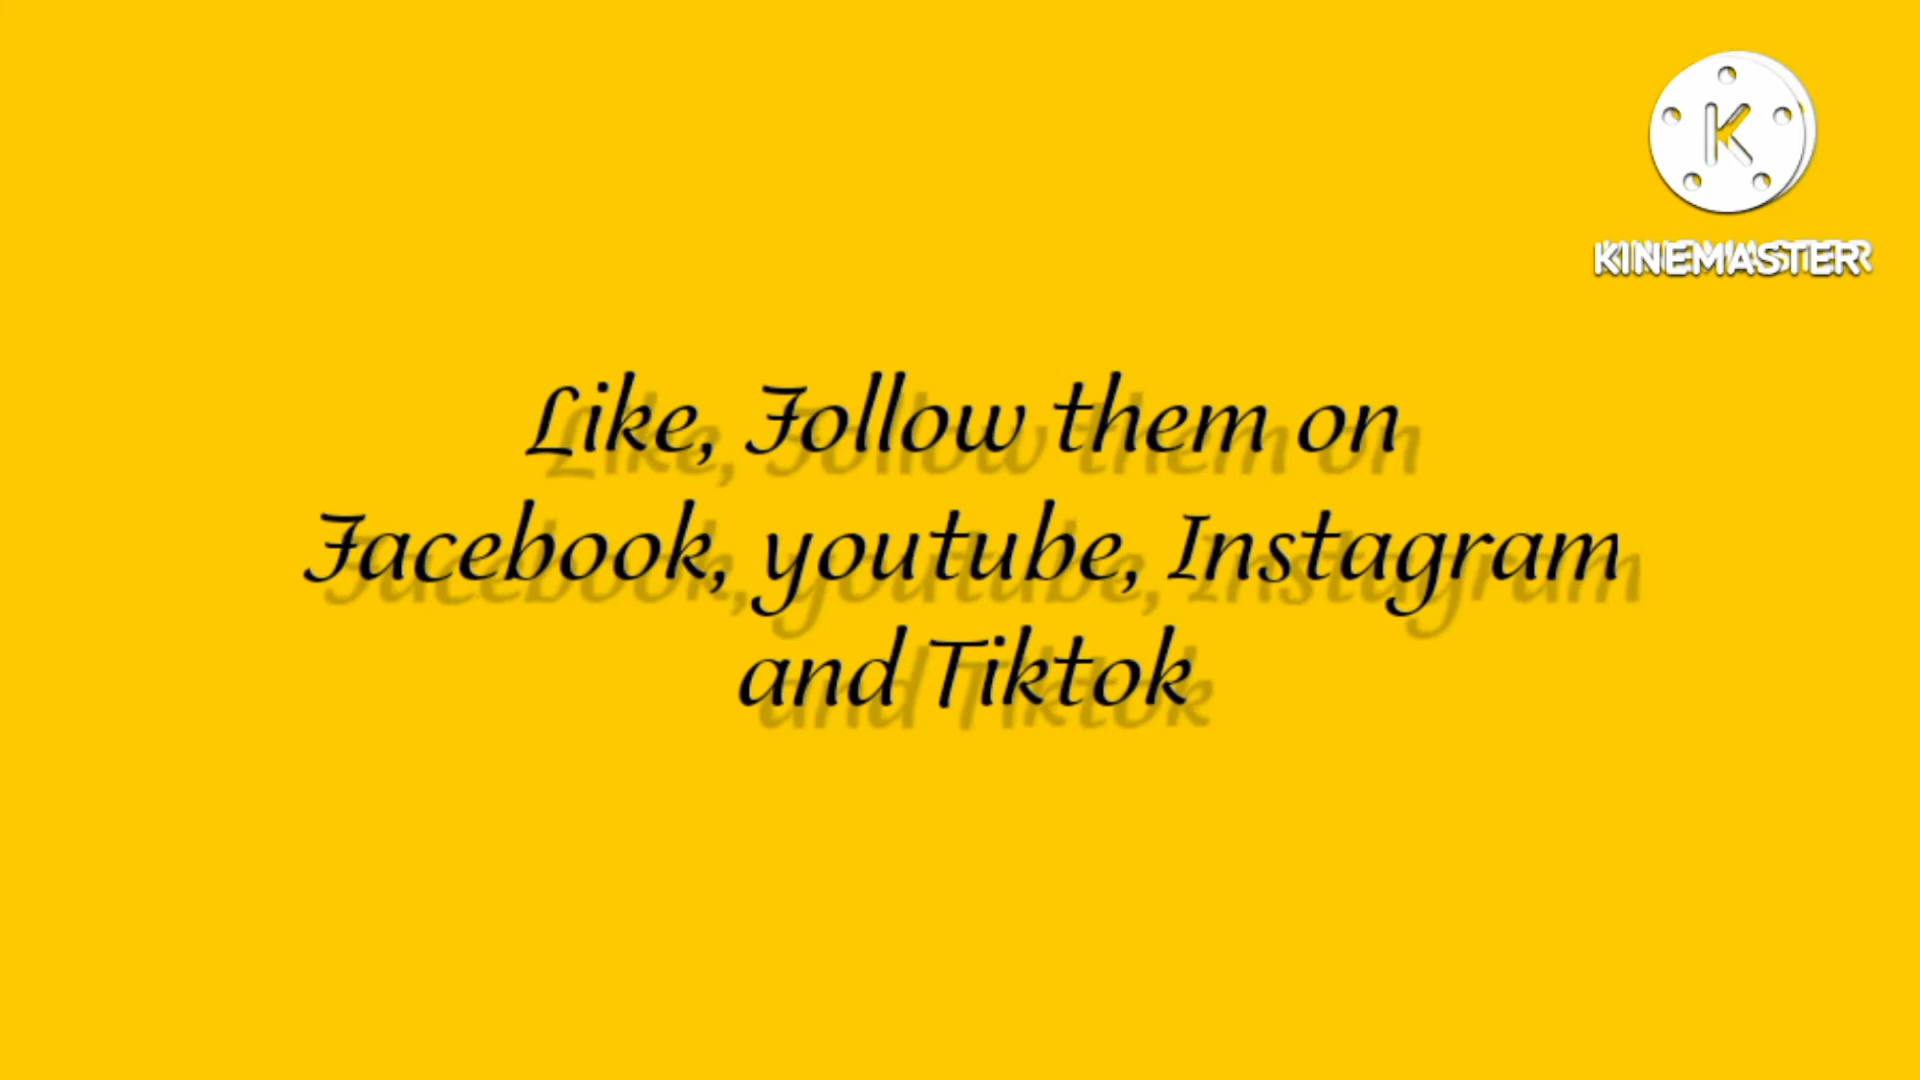 KINEMASTER
Like, Follow them on
Facebook, youtube, Instagram
and Tiktok